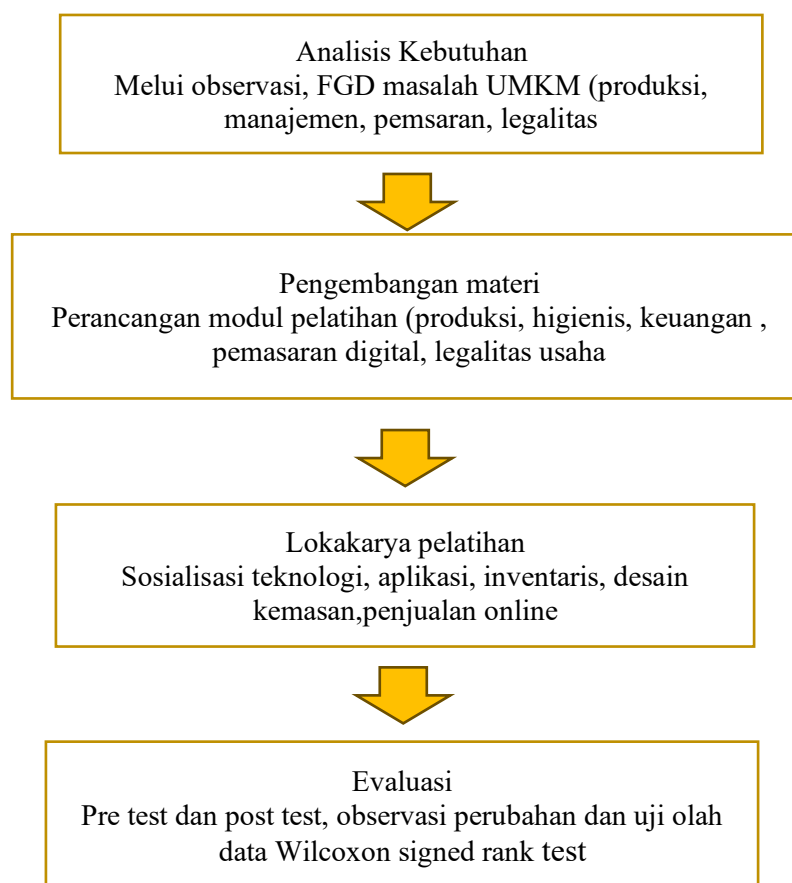 Analisis Kebutuhan
Melui observasi, FGD masalah UMKM (produksi,
manajemen, pemsaran, legalitas
Pengembangan materi
Perancangan modul pelatihan (produksi, higienis, keuangan ,
pemasaran digital, legalitas usaha
Lokakarya pelatihan
Sosialisasi teknologi, aplikasi, inventaris, desain
kemasan,penjualan online
Evaluasi
Pre test dan post test, observasi perubahan dan uji olah
data Wilcoxon signed rank test